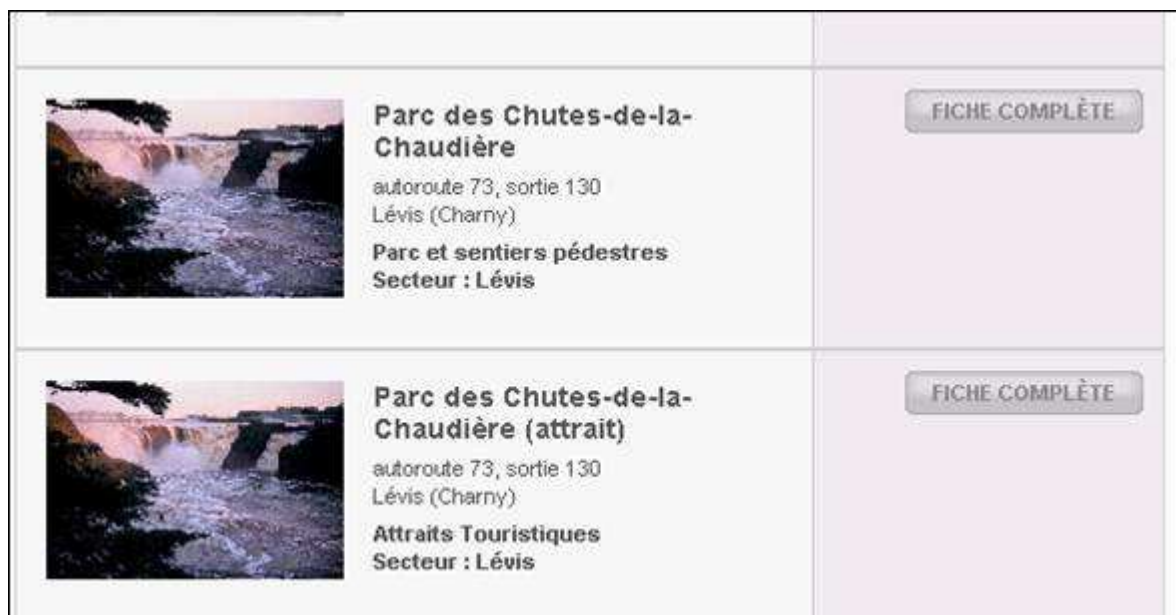 Parc des Chutes-de-la-
Chaudière
autoroute 73, sortie 130
Lévis (Charny)
Parc et sentiers pédestres
Secteur : Lévis
FICHE COMPLÈTE
Parc des Chutes-de-la-
Chaudière (attrait)
autoroute 73, sortie 130
Lévis (Charny)
Attraits Touristiques
Secteur : Lévis
FICHE COMPLÈTE